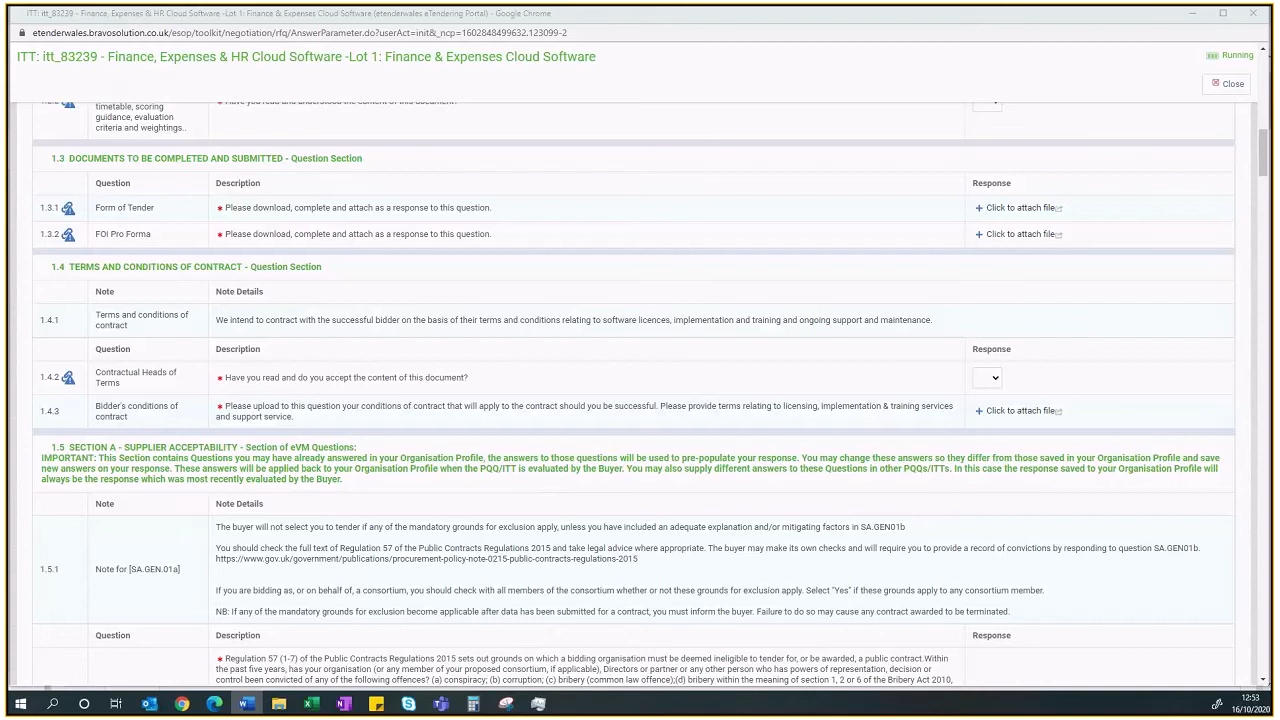 ITT: itt_83239 - Finance, Expenses & HR Cloud Software -Lot 1: Finance & Expenses Cloud Software (etenderwales eTendering Portal) - Google Chrome
etenderwales.bravosolution.co.uk/esop/toolkit/negotiation/rfq/AnswerParameter.do?userAct=init&_ncp=1602848499632.123099-2
ITT: itt_83239 - Finance, Expenses & HR Cloud Software -Lot 1: Finance & Expenses Cloud Software
Running
Close
* Have you read and understood the content of this document?
timetable, scoring
guidance, evaluation
criteria and weightings..
1.3 DOCUMENTS TO BE COMPLETED AND SUBMITTED - Question Section
Question Description Response
1.3.1 Form of Tender * Please download, complete and attach as a response to this question. + Click to attach file
1.3.2 FOI Pro Forma * Please download, complete and attach as a response to this question. + Click to attach file
1.4 TERMS AND CONDITIONS OF CONTRACT - Question Section
Note Note Details
1.4.1 Terms and conditions of contract We intend to contract with the successful bidder on the basis of their terms and conditions relating to software licences, implementation and training and ongoing support and maintenance.
Question Description Response
1.4.2 Contractual Heads of Terms * Have you read and do you accept the content of this document?
1.4.3 Bidder's conditions of contract * Please upload to this question your conditions of contract that will apply to the contract should you be successful. Please provide terms relating to licensing, implementation & training services
and support service. + Click to attach file
1.5 SECTION A - SUPPLIER ACCEPTABILITY - Section of eVM Questions:
IMPORTANT: This Section contains Questions you may have already answered in your Organisation Profile, the answers to those questions will be used to pre-populate your response. You may change these answers so they differ from those saved in your Organisation Profile and save
new answers on your response. These answers will be applied back to your Organisation Profile when the PQQ/ITT is evaluated by the Buyer. You may also supply different answers to these Questions in other PQQs/ITTs. In this case the response saved to your Organisation Profile will
always be the response which was most recently evaluated by the Buyer.
Note Note Details
1.5.1 Note for [SA.GEN.01a]
The buyer will not select you to tender if any of the mandatory grounds for exclusion apply, unless you have included an adequate explanation and/or mitigating factors in SA.GEN01b
You should check the full text of Regulation 57 of the Public Contracts Regulations 2015 and take legal advice where appropriate. The buyer may make its own checks and will require you to provide a record of convictions by responding to question SA.GEN01b.
https://www.gov.uk/government/publications/procurement-policy-note-0215-public-contracts-regulations-2015
If you are bidding as, or on behalf of, a consortium, you should check with all members of the consortium whether or not these grounds for exclusion apply. Select "Yes" if these grounds apply to any consortium member.
NB: If any of the mandatory grounds for exclusion become applicable after data has been submitted for a contract, you must inform the buyer. Failure to do so may cause any contract awarded to be terminated.
Question Description Response
* Regulation 57 (1-7) of the Public Contracts Regulations 2015 sets out grounds on which a bidding organisation must be deemed ineligible to tender for, or be awarded, a public contract.Within
the past five years, has your organisation (or any member of your proposed consortium, if applicable), Directors or partner or any other person who has powers of representation, decision or
control been convicted of any of the following offences? (a) conspiracy; (b) corruption; (c) bribery (common law offence);(d) bribery within the meaning of section 1, 2 or 6 of the Bribery Act 2010,
12:53
16/10/2020